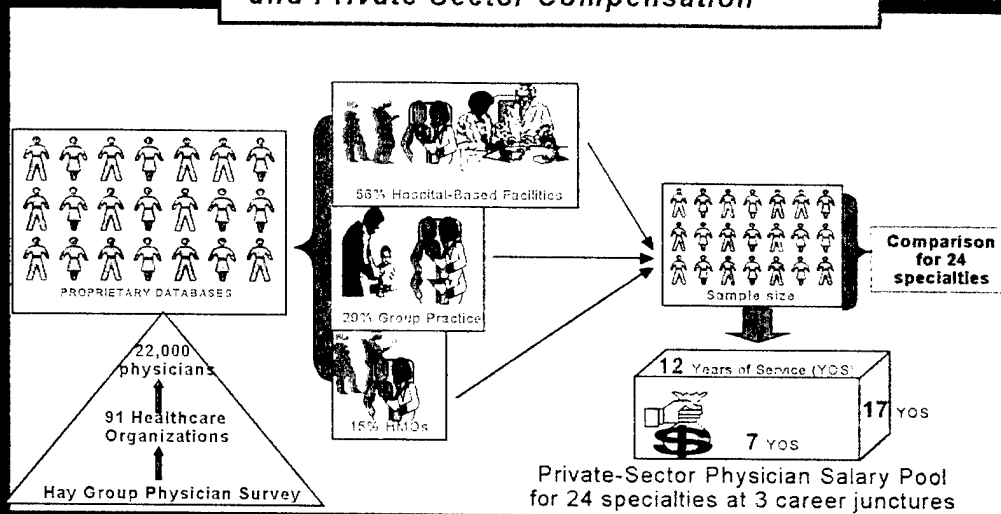 and Private Sector Compensation
PROPRIETARY DATABASES
22,000
physicians
91 Healthcare
Organizations
Hay Group Physician Survey
56% Hospital-Based Facilities
29% Group Practice
15% HMOs
Sample size
Comparison
for 24
specialties
12 Years of Service (YOS)
17 YOS
7 YOS
$
Private-Sector Physician Salary Pool
for 24 specialties at 3 career junctures